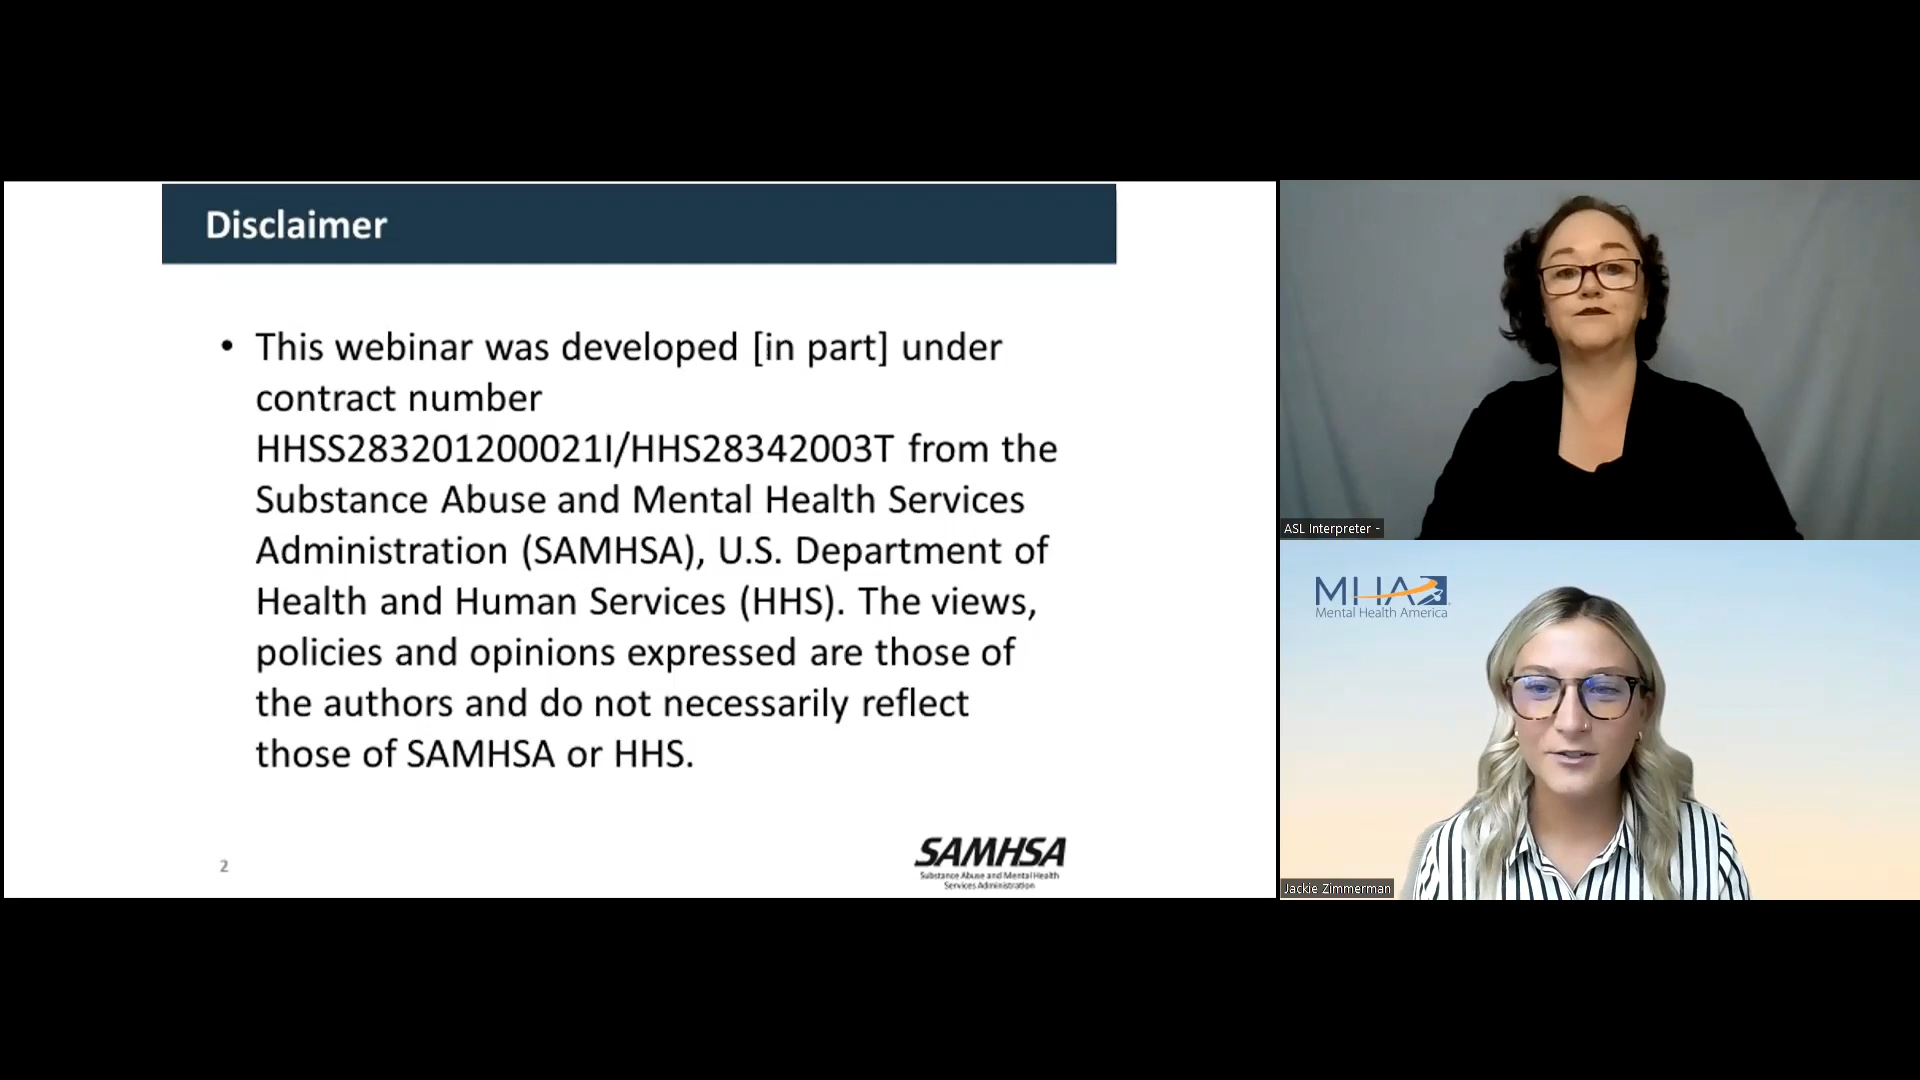 Disclaimer
• This webinar was developed [in part] under
contract number
HHSS283201200021I/HHS28342003T from the
Substance Abuse and Mental Health Services
Administration (SAMHSA), U.S. Department of
Health and Human Services (HHS). The views,
policies and opinions expressed are those of
the authors and do not necessarily reflect
those of SAMHSA or HHS.
2
SAMHSA
Substance Abuse and Mental Health
Services Administration
ASL Interpreter -
MHA
Mental Health America
Jackie Zimmerman